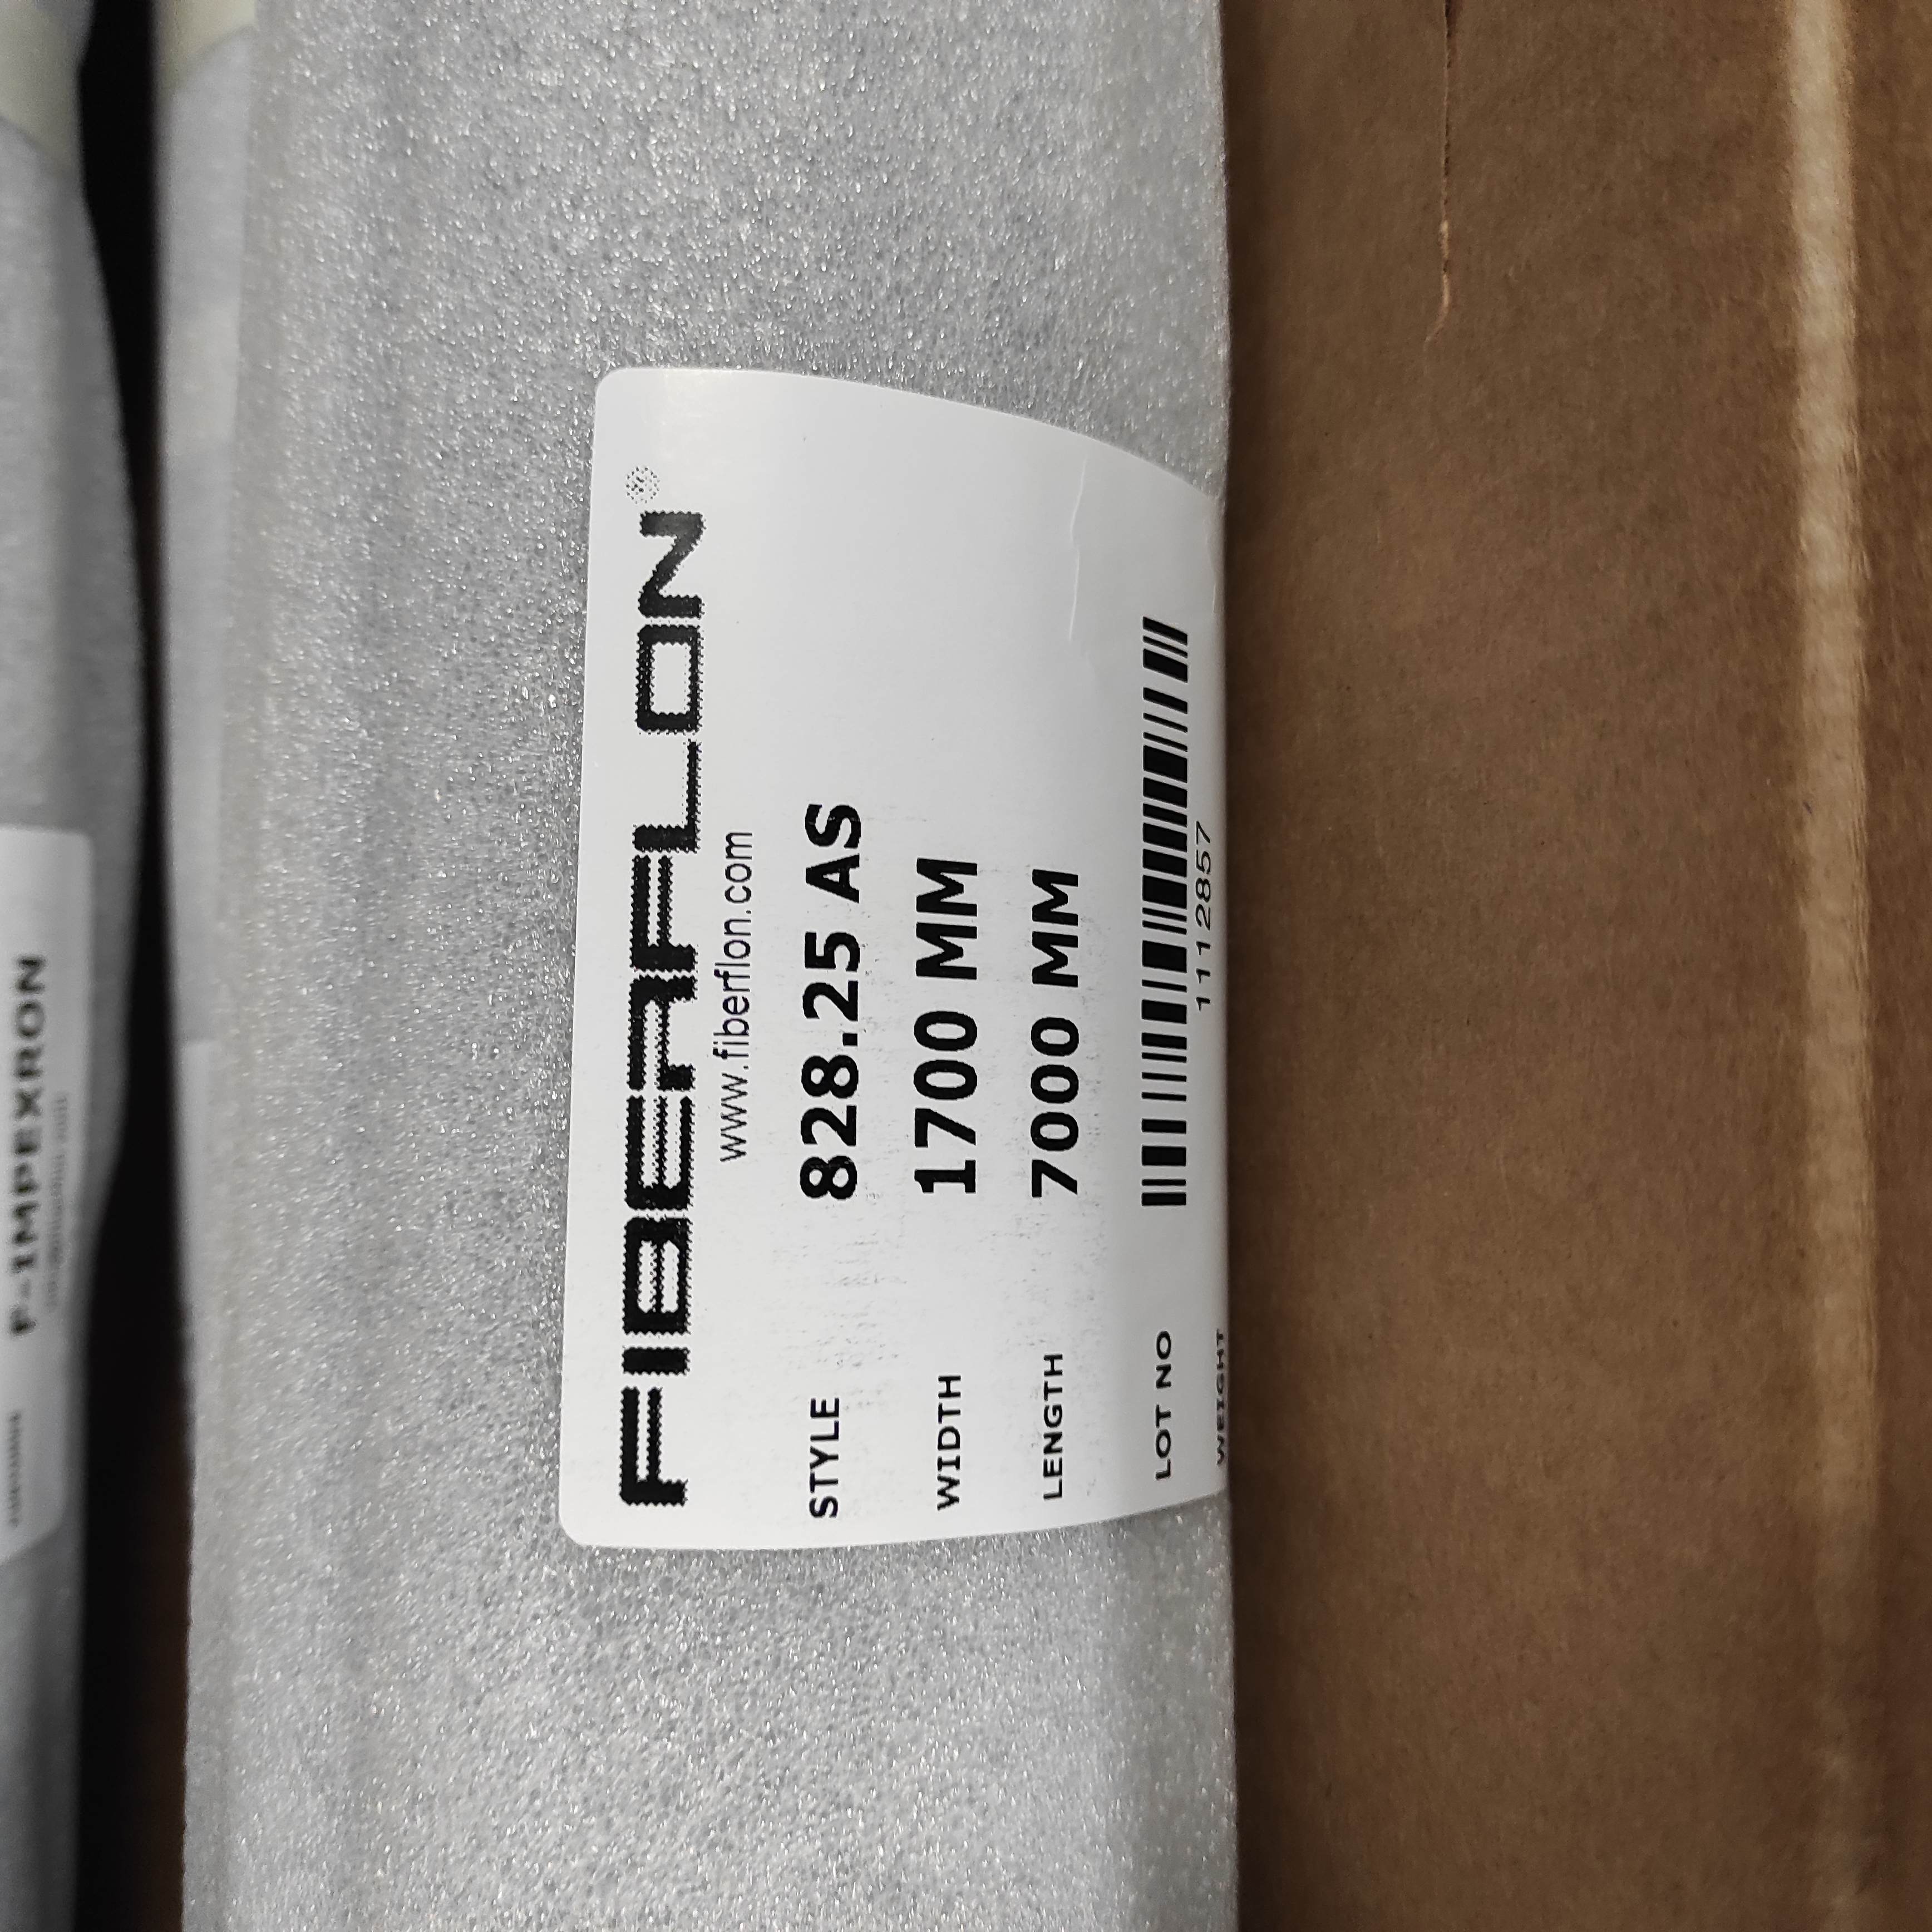 FIBERFLON®
www.fiberflon.com
STYLE 828.25 AS
WIDTH 1700 MM
LENGTH 7000 MM
LOT NO
1112857
WEIGHT
F-IMPEXRON